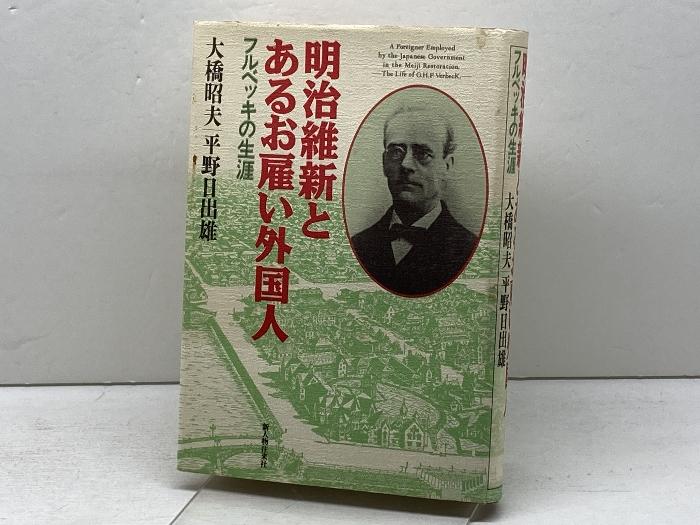 A Foreigner Employed
by the Japanese Government
in the Meiji Restoration.
—The Life of G.H.F. Verbeck.
明治維新と
あるお雇い外国人
フルベッキの生涯
大橋昭夫 平野日出雄
新人物往来社
明治維新
フルベッキの生涯
大橋昭夫 平野日出雄